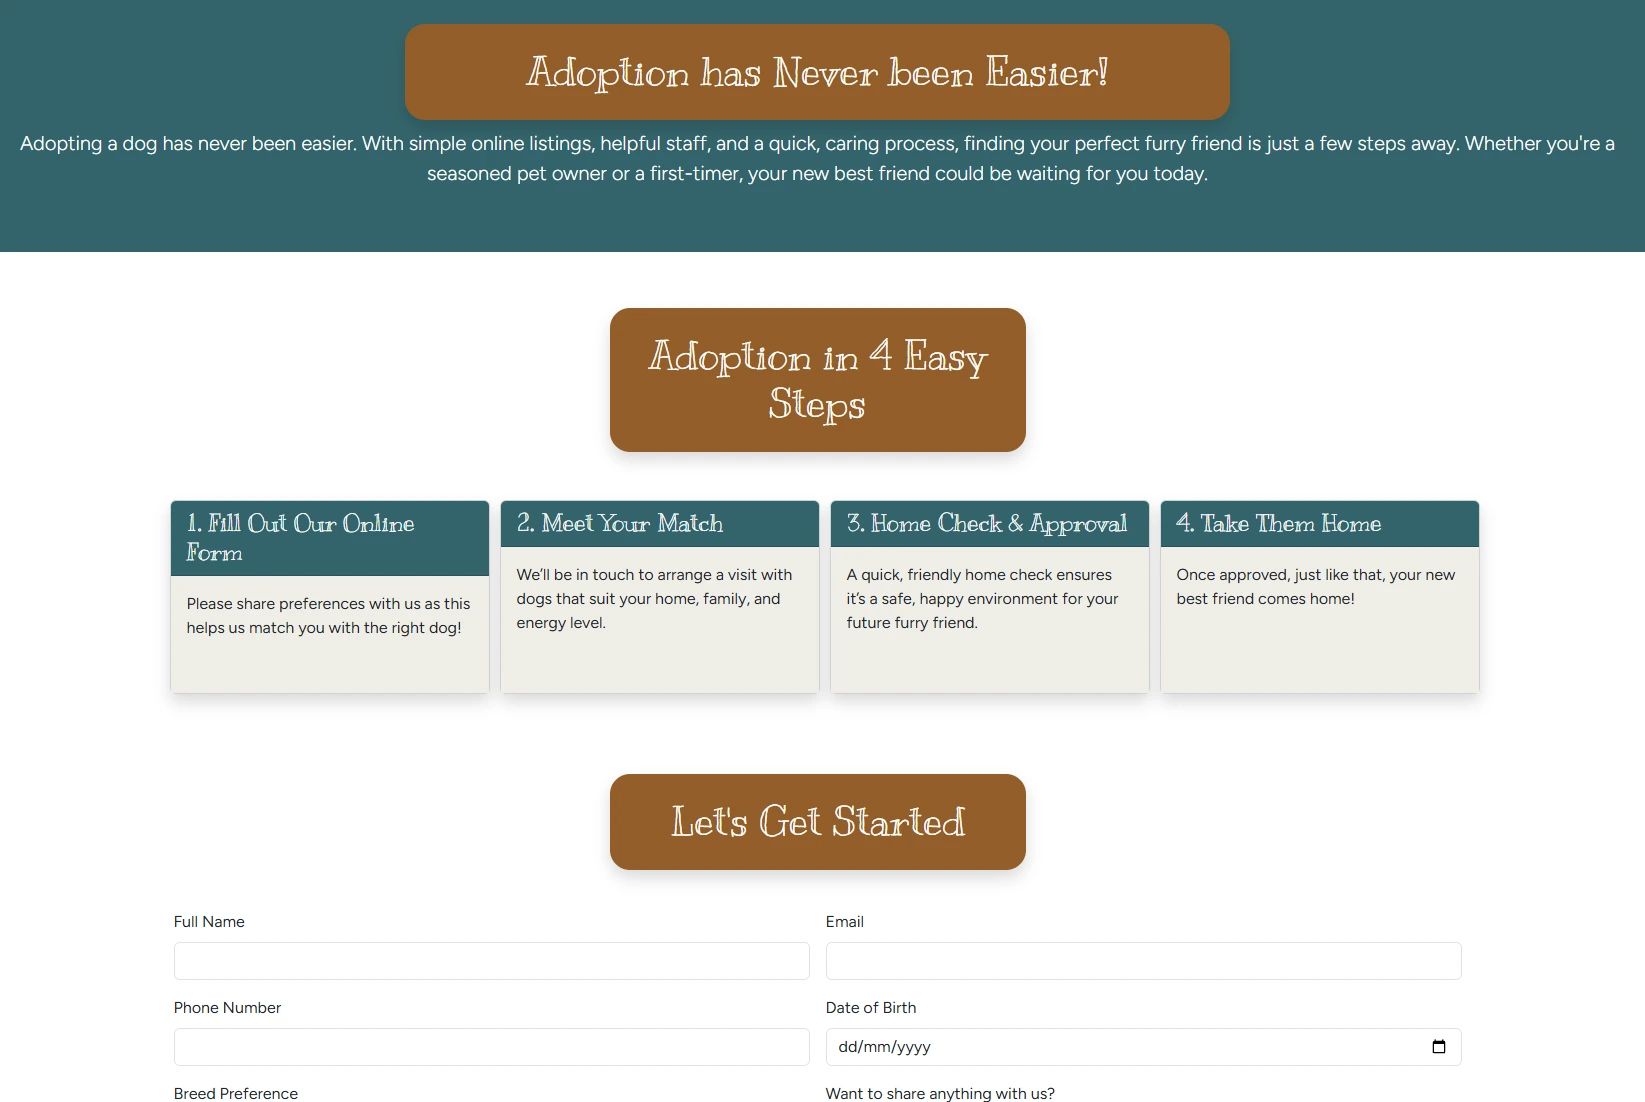 Adoption has Never been Easier!
Adopting a dog has never been easier. With simple online listings, helpful staff, and a quick, caring process, finding your perfect furry friend is just a few steps away. Whether you're a
seasoned pet owner or a first-timer, your new best friend could be waiting for you today.
Adoption in 4 Easy
Steps
1. Fill Out Our Online
Form
Please share preferences with us as this
helps us match you with the right dog!
2. Meet Your Match
We’ll be in touch to arrange a visit with
dogs that suit your home, family, and
energy level.
3. Home Check & Approval
A quick, friendly home check ensures
it’s a safe, happy environment for your
future furry friend.
4. Take Them Home
Once approved, just like that, your new
best friend comes home!
Let's Get Started
Full Name
Email
Phone Number
Date of Birth
dd/mm/yyyy
Breed Preference
Want to share anything with us?